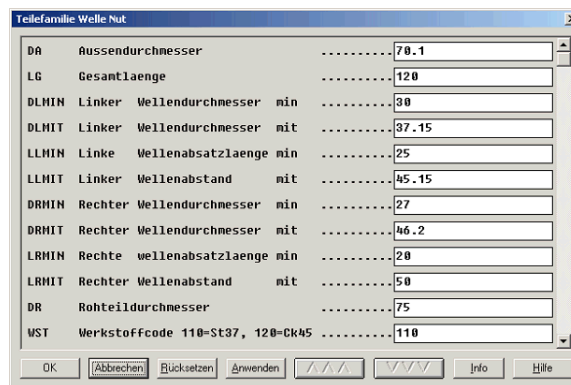 Teilefamilie Welle Nut
DA Aussendurchmesser ..........70.1
LG Gesamtlaenge ..........120
DLMIN Linker Wellendurchmesser min ..........30
DLMIT Linker Wellendurchmesser mit ..........37.15
LLMIN Linke Wellenabsatzlaenge min ..........25
LLMIT Linker Wellenabstand mit ..........45.15
DRMIN Rechter Wellendurchmesser min ..........27
DRMIT Rechter Wellendurchmesser mit ..........46.2
LRMIN Rechte wellenabsatzlaenge min ..........20
LRMIT Rechter Wellenabstand mit ..........50
DR Rohteildurchmesser ..........75
WST Werkstoffcode 110=St37, 120=Ck45 ..........110
OK Abbrechen Rücksetzen Anwenden /\/\/\ \/\/\/ Info Hilfe